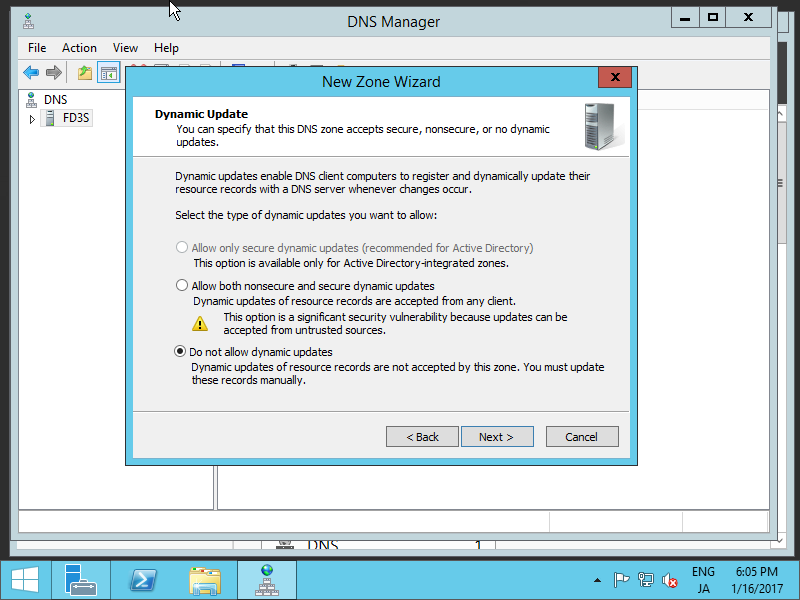 DNS Manager
File Action View Help
New Zone Wizard
X
DNS
FD3S
Dynamic Update
You can specify that this DNS zone accepts secure, nonsecure, or no dynamic
updates.
Dynamic updates enable DNS client computers to register and dynamically update their
resource records with a DNS server whenever changes occur.
Select the type of dynamic updates you want to allow:
Allow only secure dynamic updates (recommended for Active Directory)
This option is available only for Active Directory-integrated zones.
Allow both nonsecure and secure dynamic updates
Dynamic updates of resource records are accepted from any client.
This option is a significant security vulnerability because updates can be
accepted from untrusted sources.
Do not allow dynamic updates
Dynamic updates of resource records are not accepted by this zone. You must update
these records manually.
< Back Next > Cancel
DNS 1
ENG 6:05 PM
JA 1/16/2017